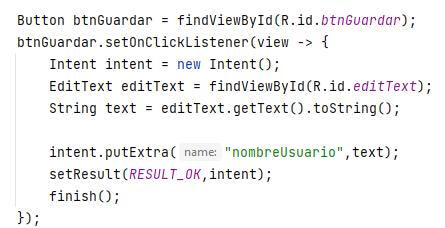 Button btnGuardar = findViewById(R.id.btnGuardar);
btnGuardar.setOnClickListener(view -> {
    Intent intent = new Intent();
    EditText editText = findViewById(R.id.editText);
    String text = editText.getText().toString();

    intent.putExtra( name: "nombreUsuario",text);
    setResult(RESULT_OK,intent);
    finish();
});